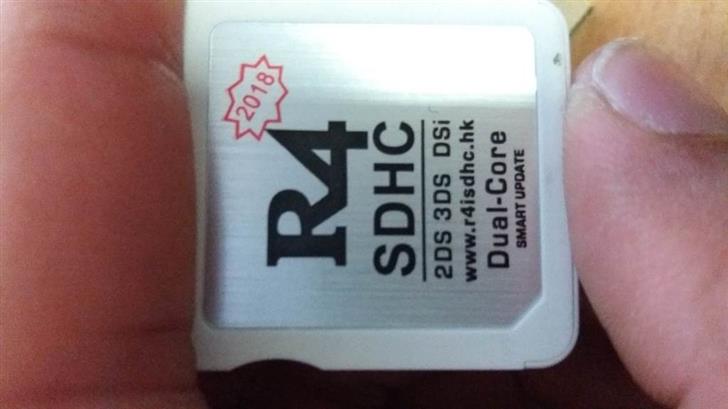 2018
R4
SDHC
2DS 3DS DSi
www.r4isdhc.hk
Dual-Core
SMART UPDATE